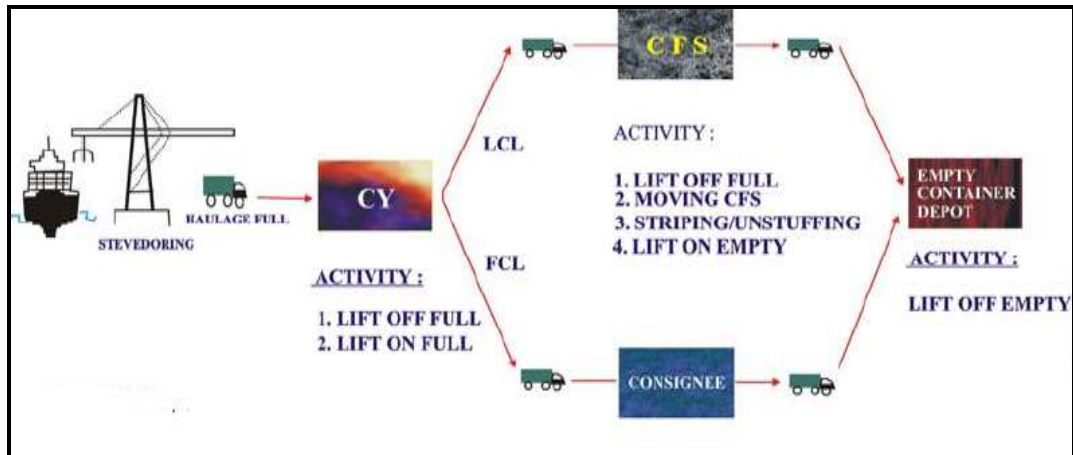 STEVEDORING
HAULAGE FULL
CY
ACTIVITY :
1. LIFT OFF FULL
2. LIFT ON FULL
LCL
FCL
CFS
ACTIVITY :
1. LIFT OFF FULL
2. MOVING CFS
3. STRIPING/UNSTUFFING
4. LIFT ON EMPTY
CONSIGNEE
EMPTY
CONTAINER
DEPOT
ACTIVITY :
LIFT OFF EMPTY